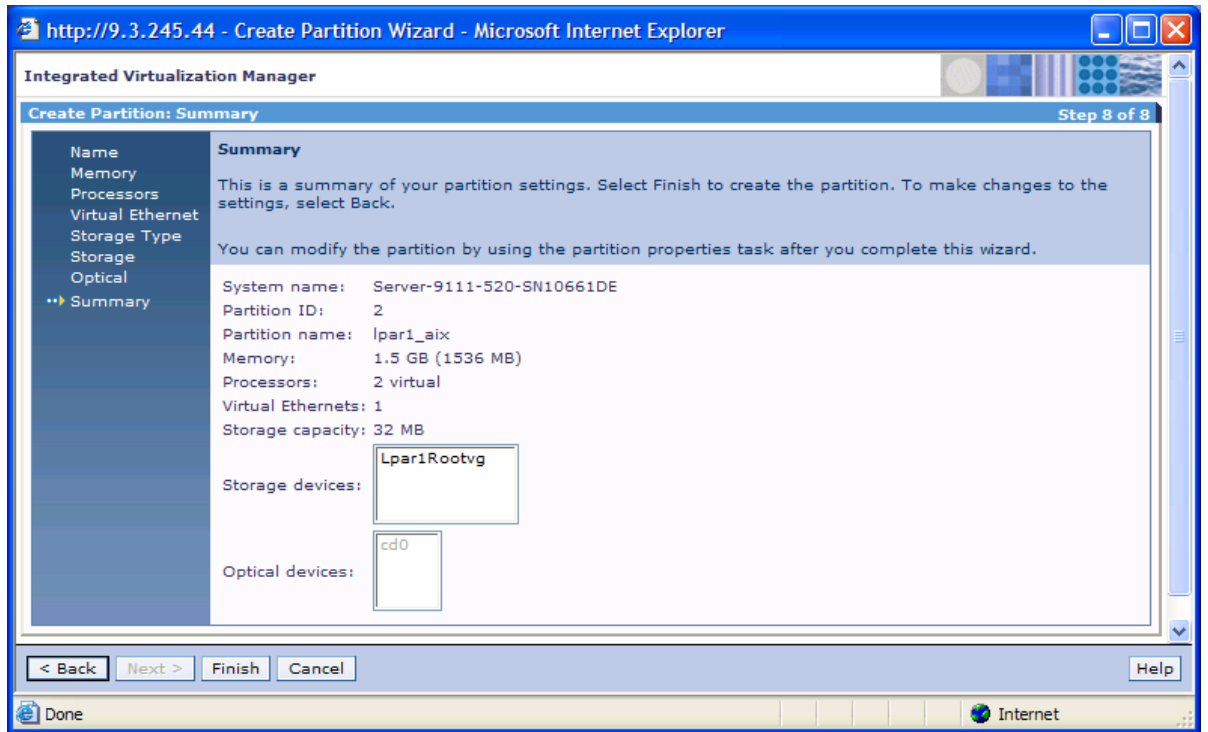 http://9.3.245.44 - Create Partition Wizard - Microsoft Internet Explorer
Integrated Virtualization Manager
Create Partition: Summary Step 8 of 8
Name
Memory
Processors
Virtual Ethernet
Storage Type
Storage
Optical
Summary
Summary
This is a summary of your partition settings. Select Finish to create the partition. To make changes to the
settings, select Back.
You can modify the partition by using the partition properties task after you complete this wizard.
System name: Server-9111-520-SN10661DE
Partition ID: 2
Partition name: lpar1_aix
Memory: 1.5 GB (1536 MB)
Processors: 2 virtual
Virtual Ethernets: 1
Storage capacity: 32 MB
Storage devices: Lpar1Rootvg
Optical devices: cd0
< Back Next > Finish Cancel Help
Done Internet